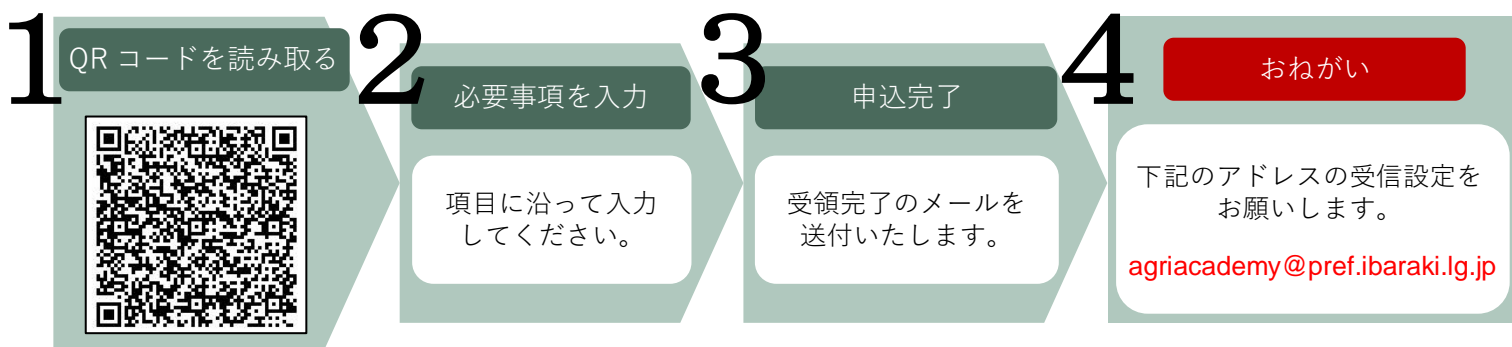 1
QR コードを読み取る
2
必要事項を入力
項目に沿って入力
してください。
3
申込完了
受領完了のメールを
送付いたします。
4
おねがい
下記のアドレスの受信設定を
お願いします。
agriacademy@pref.ibaraki.lg.jp